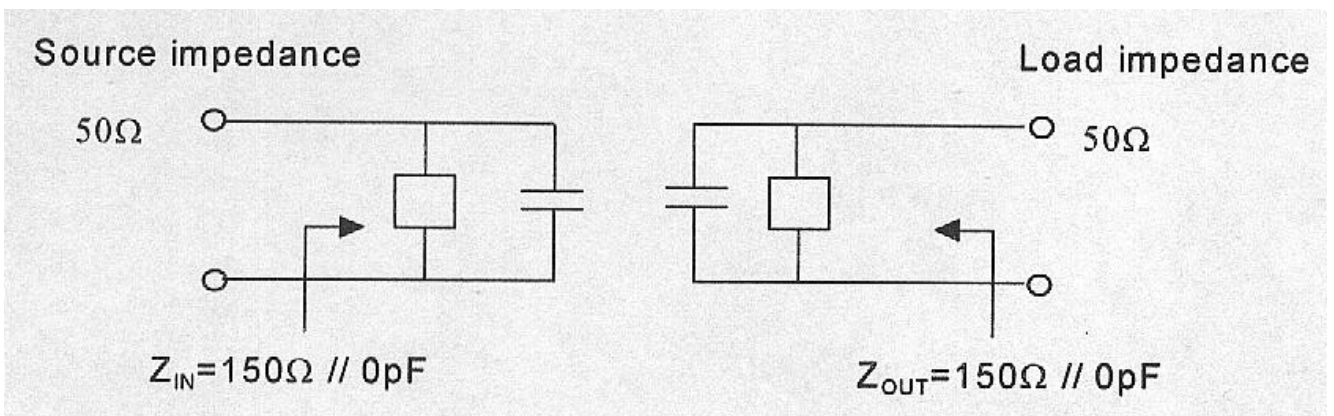 Source impedance
Load impedance
50Ω
50Ω
Z_IN=150Ω // 0pF
Z_OUT=150Ω // 0pF